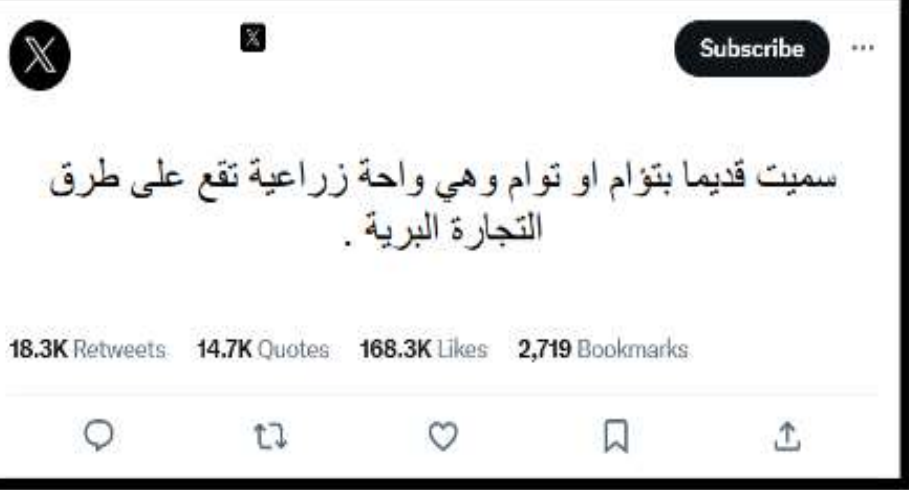 Subscribe
سميت قديما بتؤام او توام وهي واحة زراعية تقع على طرق
التجارة البرية .
18.3K Retweets 14.7K Quotes 168.3K Likes 2,719 Bookmarks